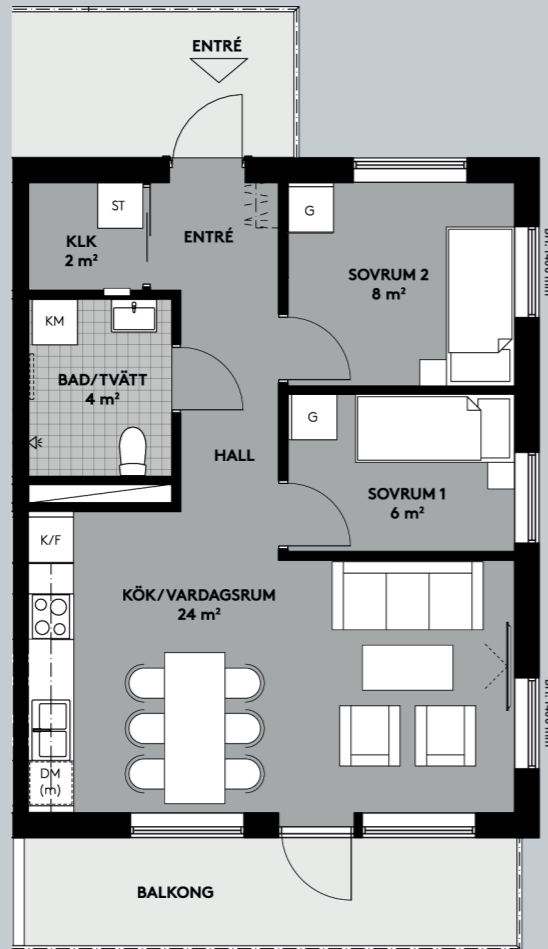 ENTRÉ
ST
KLK
2 m²
ENTRÉ
G
SOVRUM 2
8 m²
KM
BAD/TVÄTT
4 m²
G
HALL
SOVRUM 1
6 m²
K/F
KÖK/VARDAGSRUM
24 m²
DM
(m)
BALKONG